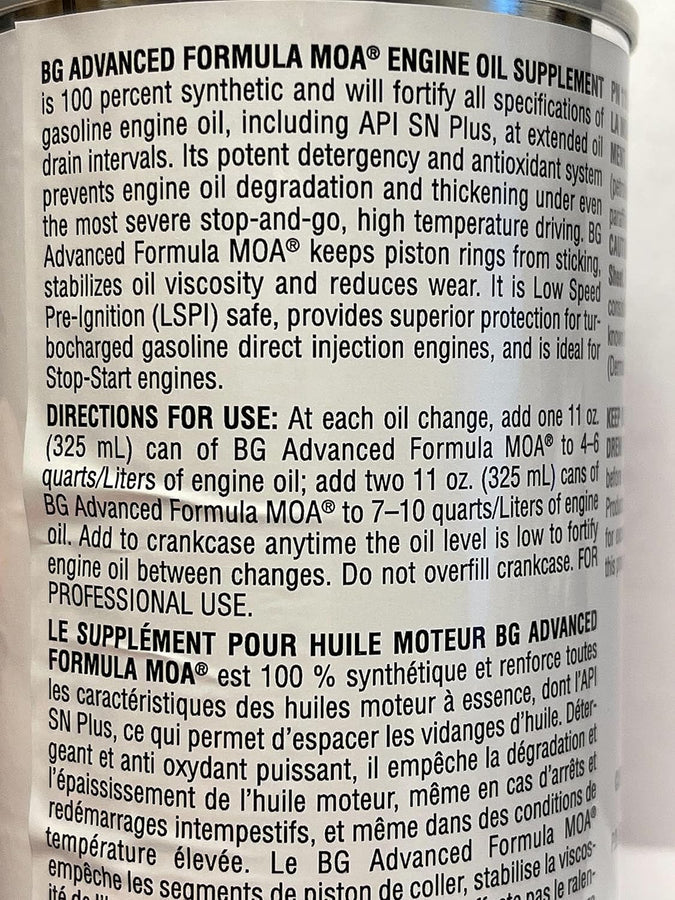 BG ADVANCED FORMULA MOA® ENGINE OIL SUPPLEMENT
is 100 percent synthetic and will fortify all specifications of
gasoline engine oil, including API SN Plus, at extended oil
drain intervals. Its potent detergency and antioxidant system
prevents engine oil degradation and thickening under even
the most severe stop-and-go, high temperature driving. BG
Advanced Formula MOA® keeps piston rings from sticking,
stabilizes oil viscosity and reduces wear. It is Low Speed
Pre-Ignition (LSPI) safe, provides superior protection for tur-
bocharged gasoline direct injection engines, and is ideal for
Stop-Start engines.
DIRECTIONS FOR USE: At each oil change, add one 11 oz.
(325 mL) can of BG Advanced Formula MOA® to 4–6
quarts/Liters of engine oil; add two 11 oz. (325 mL) cans of
BG Advanced Formula MOA® to 7–10 quarts/Liters of engine
oil. Add to crankcase anytime the oil level is low to fortify
engine oil between changes. Do not overfill crankcase. FOR
PROFESSIONAL USE.
LE SUPPLÉMENT POUR HUILE MOTEUR BG ADVANCED
FORMULA MOA® est 100 % synthétique et renforce toutes
les caractéristiques des huiles moteur à essence, dont l'API
SN Plus, ce qui permet d'espacer les vidanges d'huile. Déter-
geant et anti oxydant puissant, il empêche la dégradation et
l'épaississement de l'huile moteur, même en cas d'arrêts et
redémarrages intempestifs, et même dans des conditions de
température élevée. Le BG Advanced Formula MOA®
empêche les segments de piston de coller, stabilise la viscos-
ité de pas le ralen-